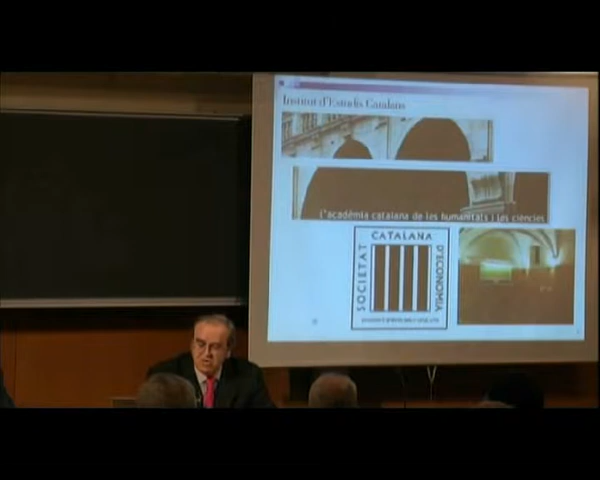 Institut d'Estudis Catalans
l'acadèmia catalana de les humanitats i les ciències
SOCIETAT
CATALANA
D'ECONOMIA